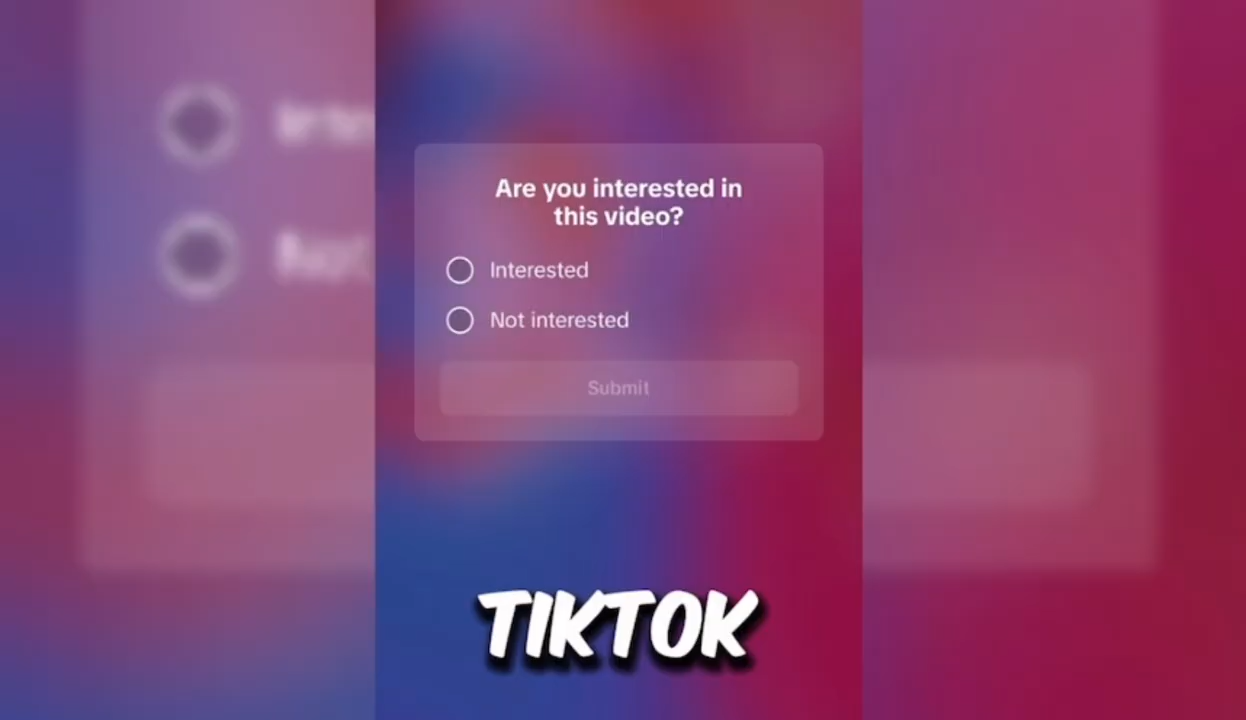 Are you interested in
this video?
Interested
Not interested
Submit
TIKTOK